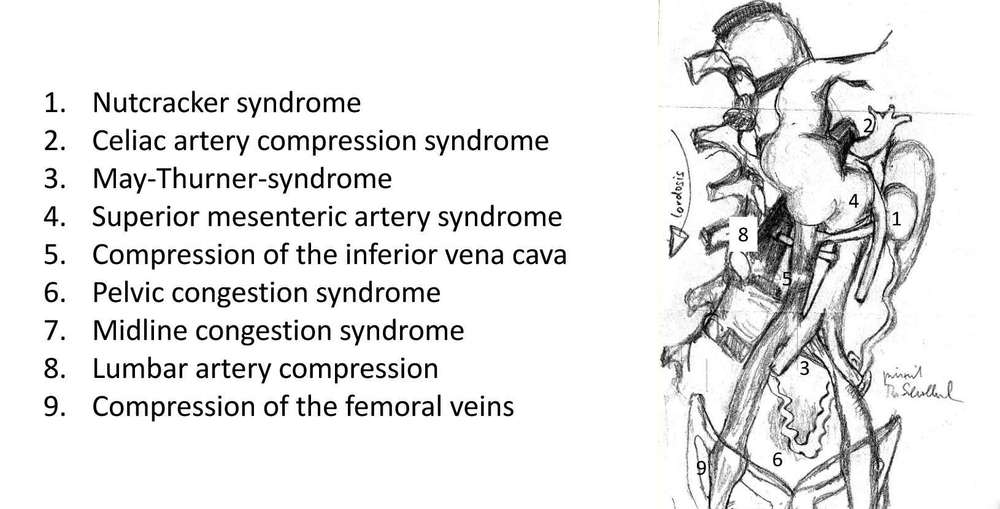 1. Nutcracker syndrome
2. Celiac artery compression syndrome
3. May-Thurner-syndrome
4. Superior mesenteric artery syndrome
5. Compression of the inferior vena cava
6. Pelvic congestion syndrome
7. Midline congestion syndrome
8. Lumbar artery compression
9. Compression of the femoral veins
2
lordosis
4
1
8
5
3
6
9